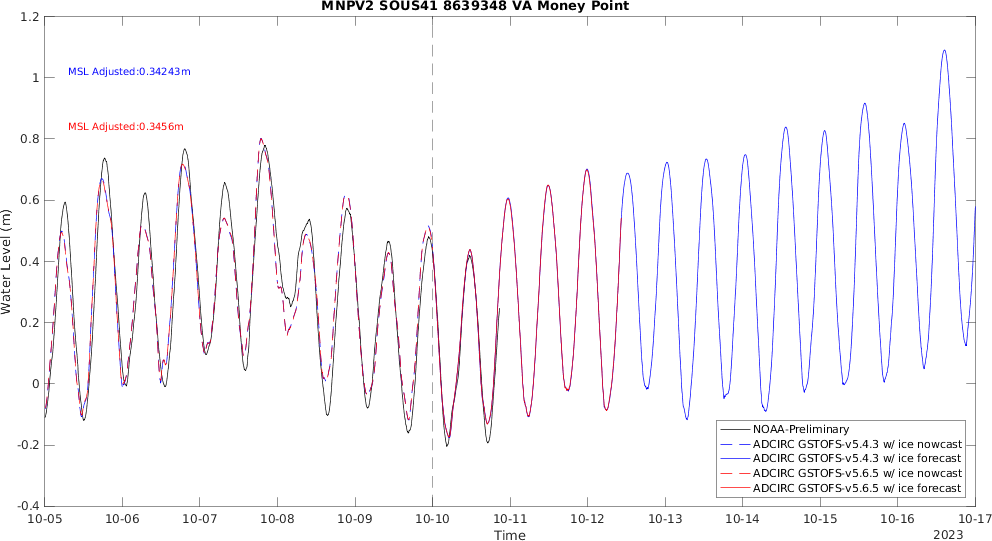 MNPV2 SOUS41 8639348 VA Money Point
1.2
1
0.8
0.6
0.4
0.2
0
-0.2
-0.4
Water Level (m)
MSL Adjusted:0.34243m
MSL Adjusted:0.3456m
NOAA-Preliminary
ADCIRC GSTOFS-v5.4.3 w/ ice nowcast
ADCIRC GSTOFS-v5.4.3 w/ ice forecast
ADCIRC GSTOFS-v5.6.5 w/ ice nowcast
ADCIRC GSTOFS-v5.6.5 w/ ice forecast
10-05 10-06 10-07 10-08 10-09 10-10 10-11 10-12 10-13 10-14 10-15 10-16 10-17
Time
2023